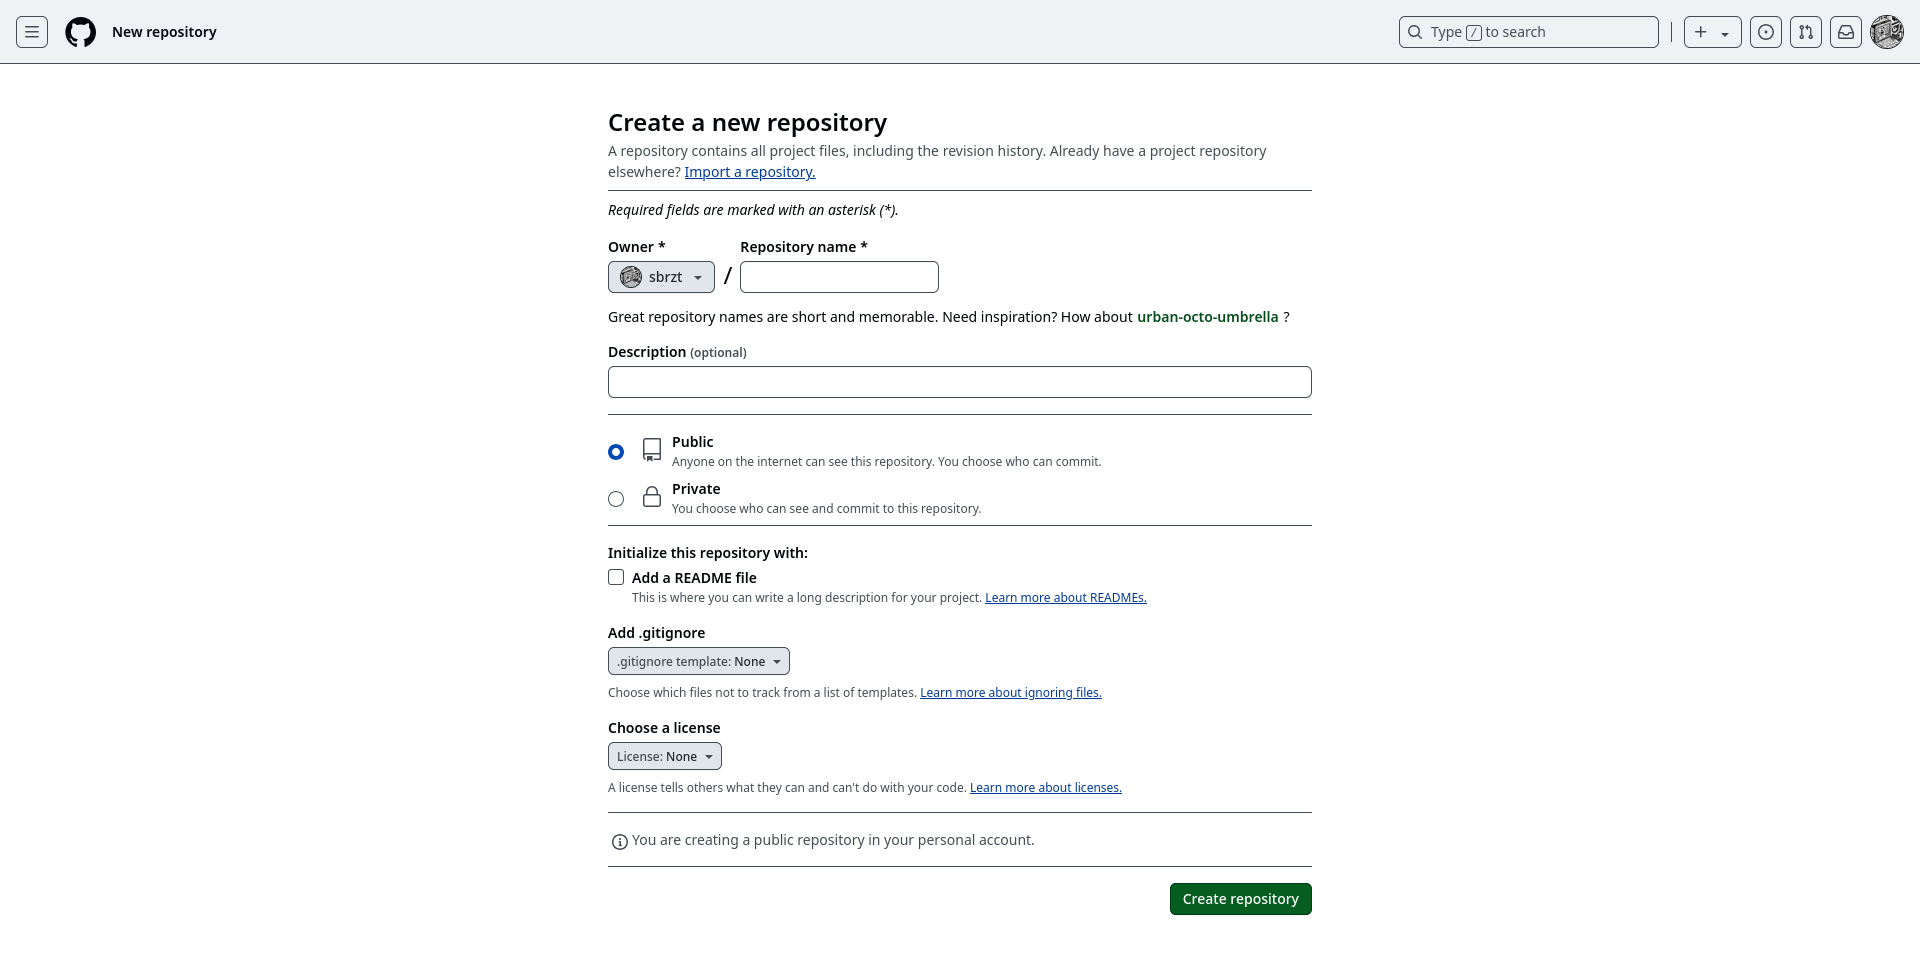 New repository
Type / to search
Create a new repository
A repository contains all project files, including the revision history. Already have a project repository
elsewhere? Import a repository.
Required fields are marked with an asterisk (*).
Owner *
Repository name *
sbrzt
/
Great repository names are short and memorable. Need inspiration? How about urban-octo-umbrella ?
Description (optional)
Public
Anyone on the internet can see this repository. You choose who can commit.
Private
You choose who can see and commit to this repository.
Initialize this repository with:
Add a README file
This is where you can write a long description for your project. Learn more about READMEs.
Add .gitignore
.gitignore template: None
Choose which files not to track from a list of templates. Learn more about ignoring files.
Choose a license
License: None
A license tells others what they can and can't do with your code. Learn more about licenses.
You are creating a public repository in your personal account.
Create repository